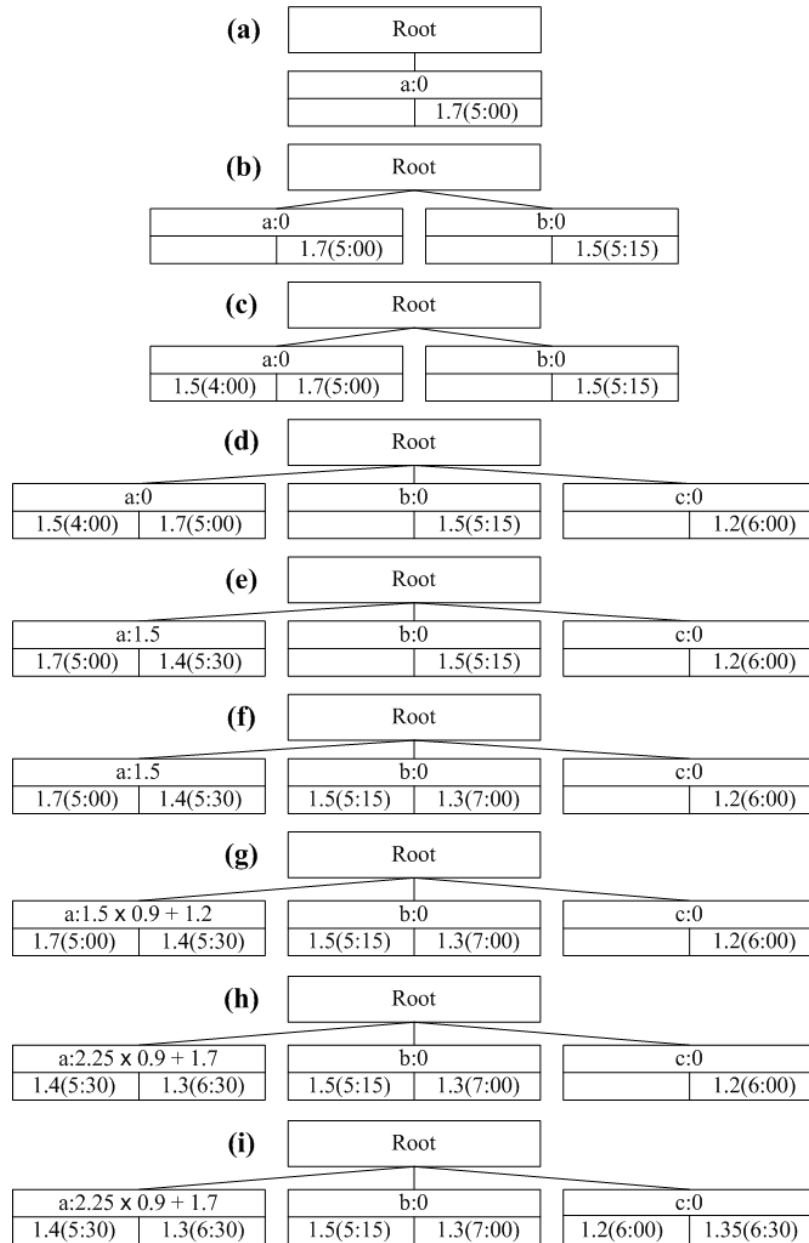 (a)
Root
a:0
1.7(5:00)
(b)
Root
a:0 b:0
1.7(5:00) 1.5(5:15)
(c)
Root
a:0 b:0
1.5(4:00) 1.7(5:00) 1.5(5:15)
(d)
Root
a:0 b:0 c:0
1.5(4:00) 1.7(5:00) 1.5(5:15) 1.2(6:00)
(e)
Root
a:1.5 b:0 c:0
1.7(5:00) 1.4(5:30) 1.5(5:15) 1.2(6:00)
(f)
Root
a:1.5 b:0 c:0
1.7(5:00) 1.4(5:30) 1.5(5:15) 1.3(7:00) 1.2(6:00)
(g)
Root
a:1.5 x 0.9 + 1.2 b:0 c:0
1.7(5:00) 1.4(5:30) 1.5(5:15) 1.3(7:00) 1.2(6:00)
(h)
Root
a:2.25 x 0.9 + 1.7 b:0 c:0
1.4(5:30) 1.3(6:30) 1.5(5:15) 1.3(7:00) 1.2(6:00)
(i)
Root
a:2.25 x 0.9 + 1.7 b:0 c:0
1.4(5:30) 1.3(6:30) 1.5(5:15) 1.3(7:00) 1.2(6:00) 1.35(6:30)